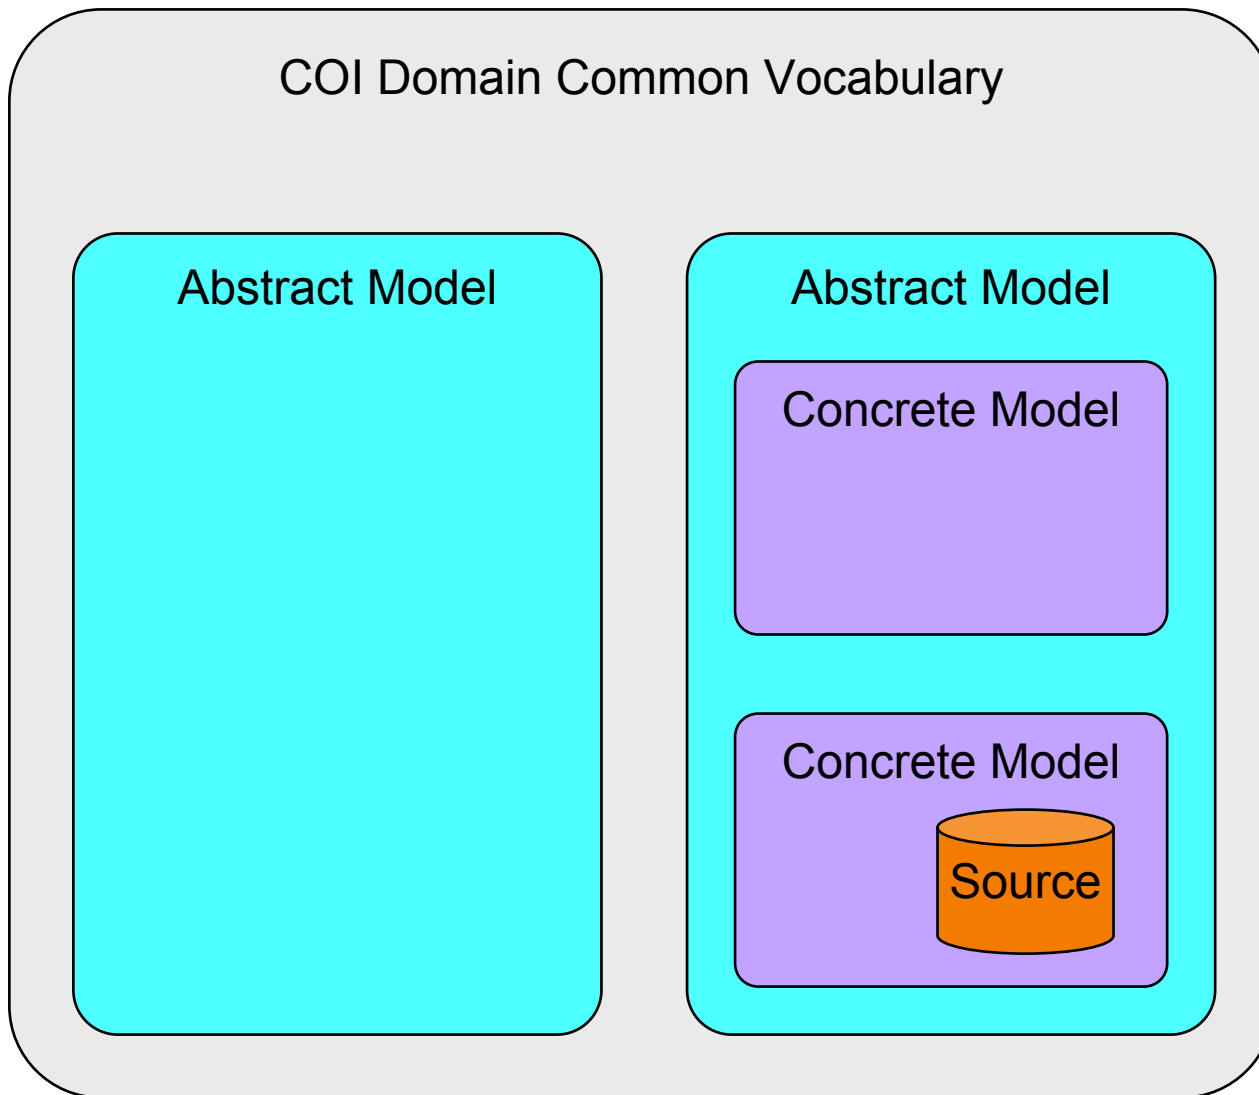 COI Domain Common Vocabulary
Abstract Model
Abstract Model
Concrete Model
Concrete Model
Source